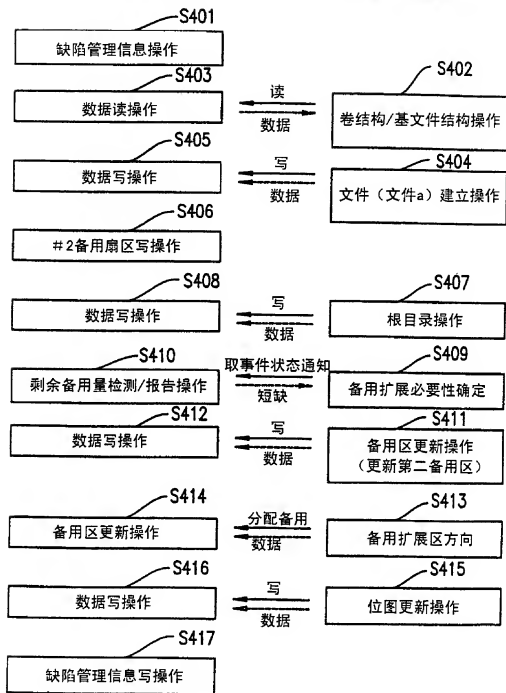 S401
缺陷管理信息操作
S403
数据读操作
读
数据
S402
卷结构/基文件结构操作
S405
数据写操作
写
数据
S404
文件（文件a）建立操作
S406
#2备用扇区写操作
S408
数据写操作
写
数据
S407
根目录操作
S410
剩余备用量检测/报告操作
取事件状态通知
短缺
S409
备用扩展必要性确定
S412
数据写操作
写
数据
S411
备用区更新操作
（更新第二备用区）
S414
备用区更新操作
分配备用
数据
S413
备用扩展区方向
S416
数据写操作
写
数据
S415
位图更新操作
S417
缺陷管理信息写操作